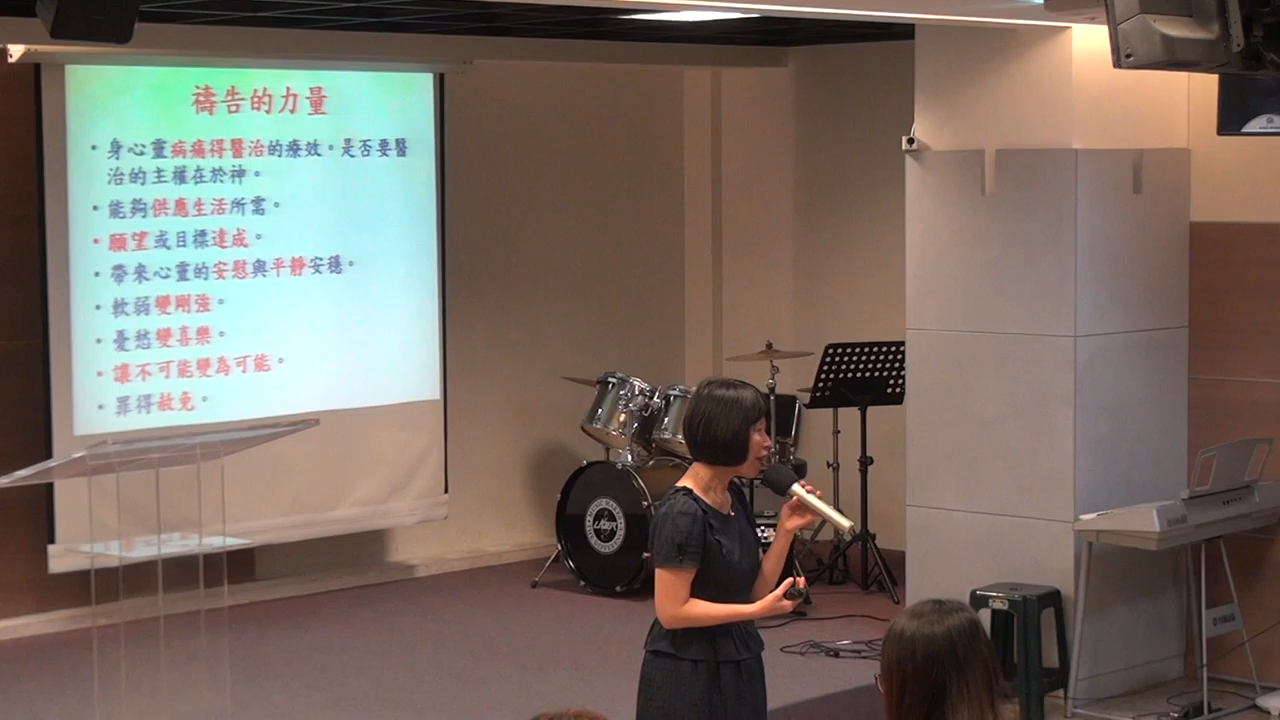 禱告的力量
• 身心靈病痛得醫治的療效。是否要醫
治的主權在於神。
• 能夠供應生活所需。
• 願望或目標達成。
• 帶來心靈的安慰與平靜安穩。
• 軟弱變剛強。
• 憂愁變喜樂。
• 讓不可能變為可能。
• 罪得赦免。
YAMAHA